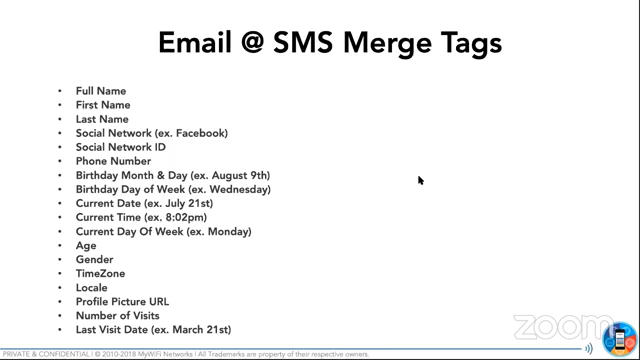 Email @ SMS Merge Tags
• Full Name
• First Name
• Last Name
• Social Network (ex. Facebook)
• Social Network ID
• Phone Number
• Birthday Month & Day (ex. August 9th)
• Birthday Day of Week (ex. Wednesday)
• Current Date (ex. July 21st)
• Current Time (ex. 8:02pm)
• Current Day Of Week (ex. Monday)
• Age
• Gender
• TimeZone
• Locale
• Profile Picture URL
• Number of Visits
• Last Visit Date (ex. March 21st)
zoom
PRIVATE & CONFIDENTIAL | © 2010-2018 MyWiFi Networks | All Trademarks are property of their respective owners.